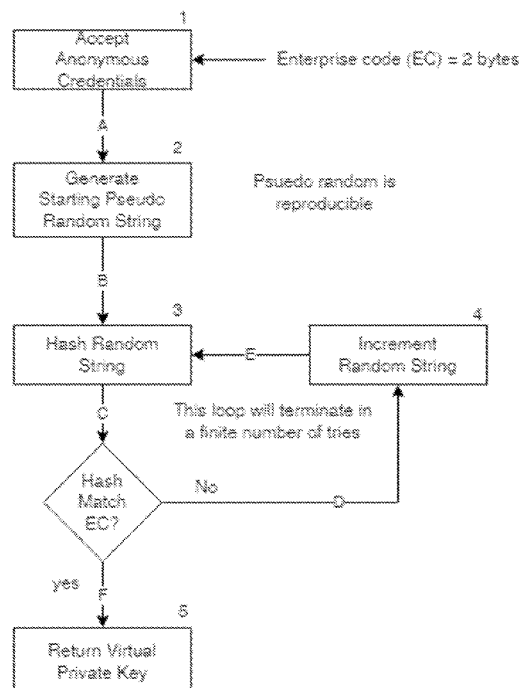 1
Accept
Anonymous
Credentials
Enterprise code (EC) = 2 bytes
A
2
Generate
Starting Pseudo
Random String
Psuedo random is
reproducible
B
3
Hash Random
String
E
4
Increment
Random String
C
This loop will terminate in
a finite number of tries
Hash
Match
EC?
No
D
yes
F
5
Return Virtual
Private Key